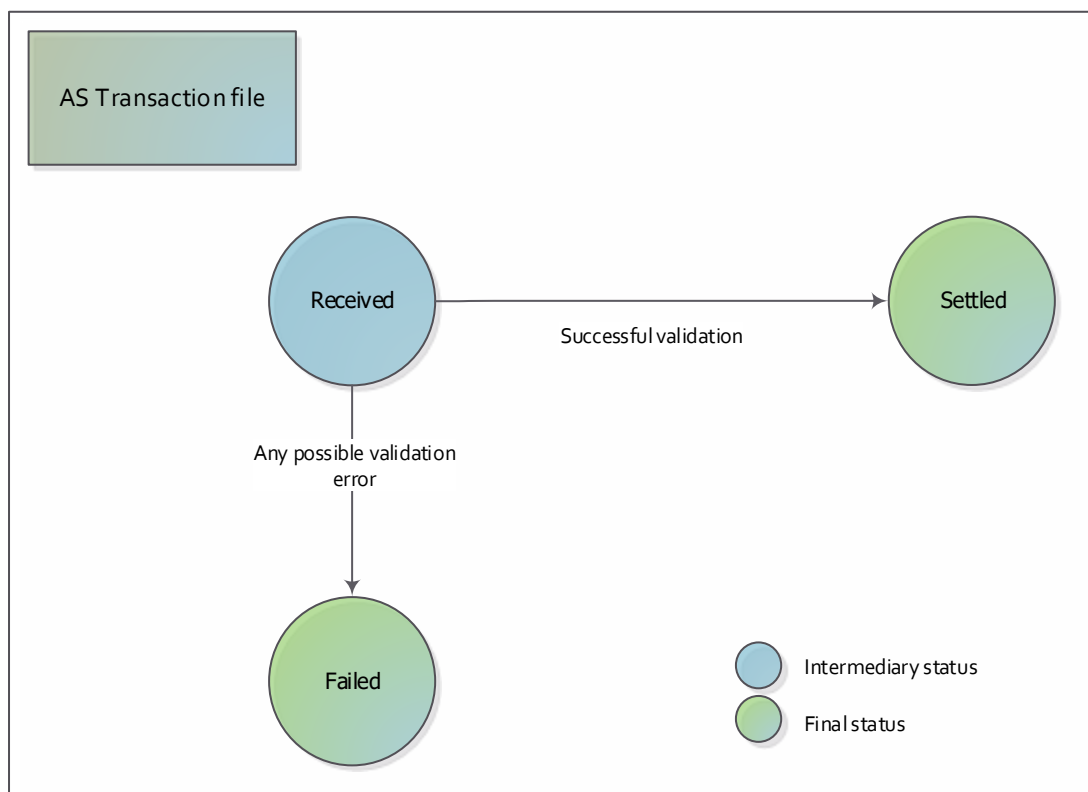 AS Transaction file
Received
Settled
Successful validation
Any possible validation
error
Failed
Intermediary status
Final status